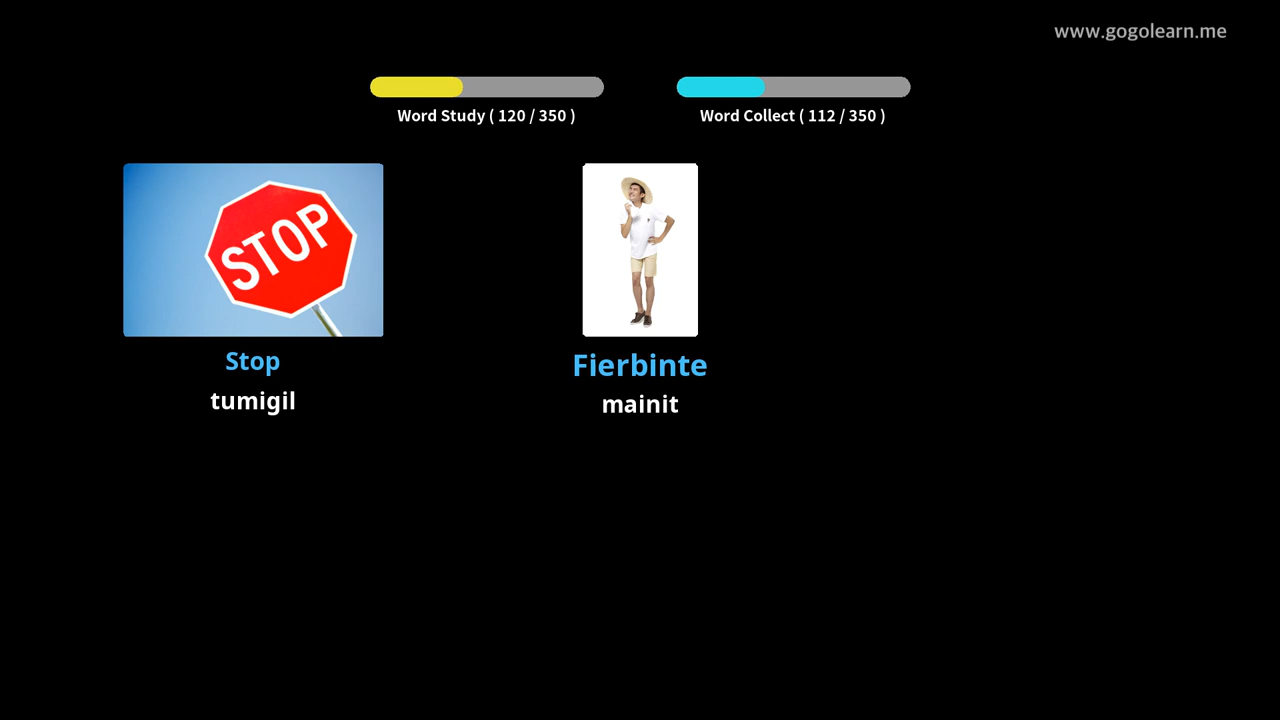 www.gogolearn.me
Word Study ( 120 / 350 )
Word Collect ( 112 / 350 )
STOP
Stop
tumigil
Fierbinte
mainit